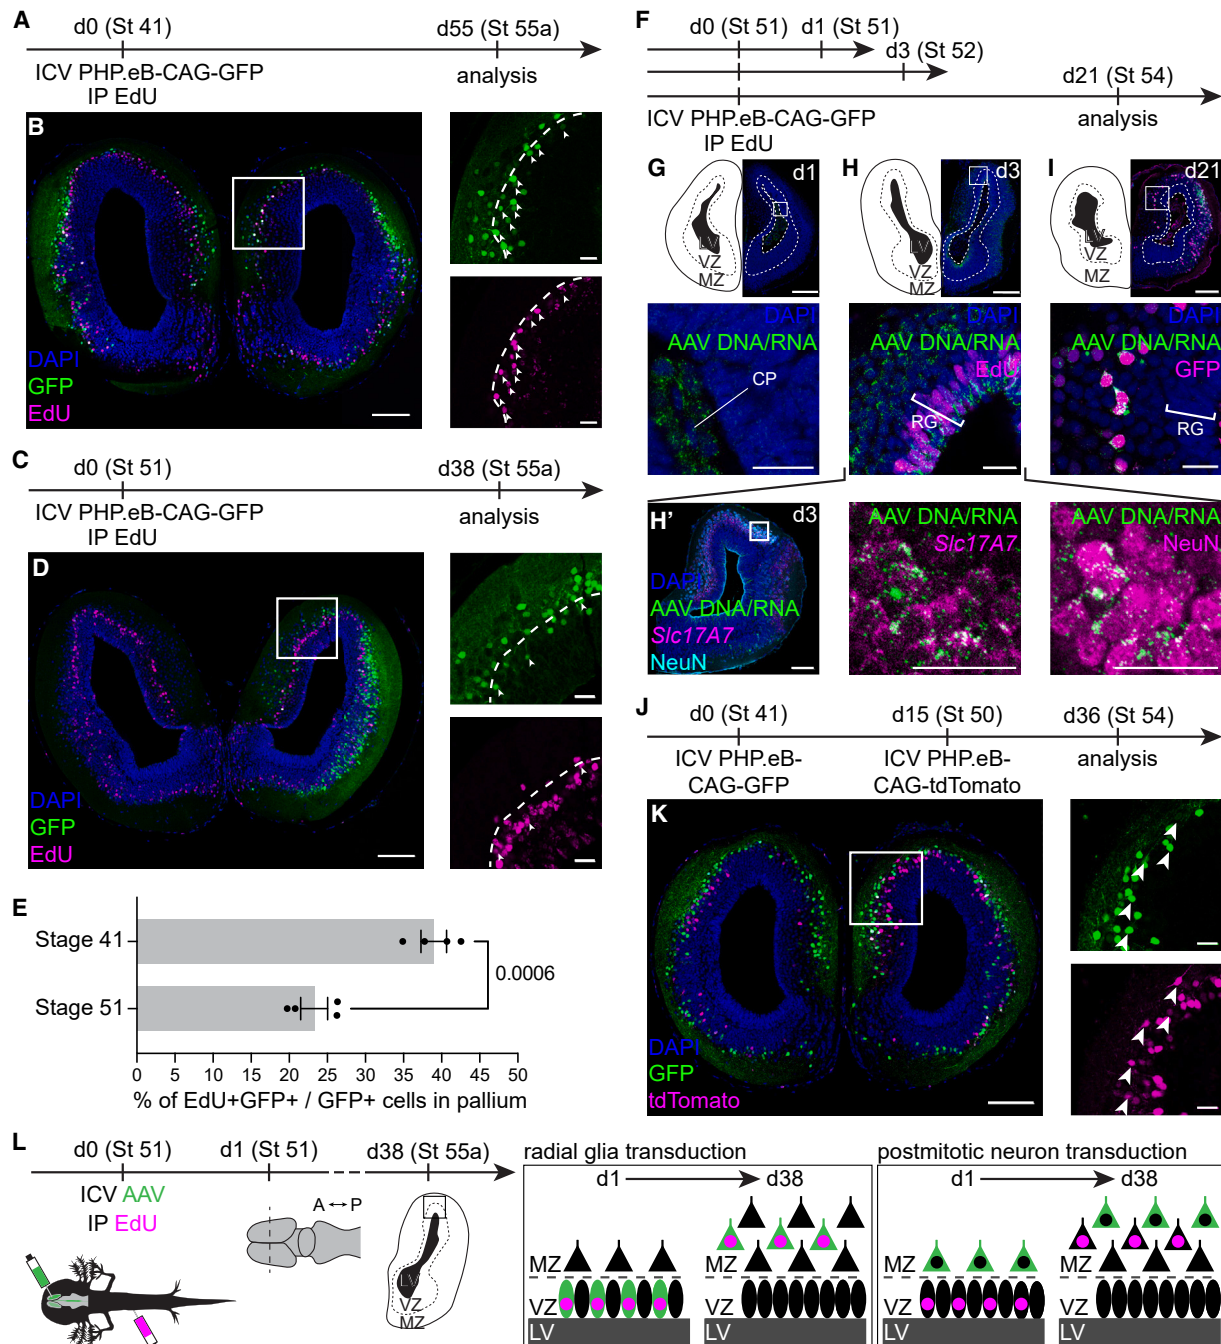 A
d0 (St 41)
d55 (St 55a)
ICV PHP.eB-CAG-GFP
IP EdU
analysis
B
DAPI
GFP
EdU
C
d0 (St 51)
d38 (St 55a)
ICV PHP.eB-CAG-GFP
IP EdU
analysis
D
DAPI
GFP
EdU
E
Stage 41
Stage 51
0.0006
0 5 10 15 20 25 30 35 40 45 50
% of EdU+GFP+ / GFP+ cells in pallium
F
d0 (St 51)
d1 (St 51)
d3 (St 52)
d21 (St 54)
ICV PHP.eB-CAG-GFP
IP EdU
analysis
G
d1
LV
VZ
MZ
DAPI
AAV DNA/RNA
CP
H
d3
LV
VZ
MZ
DAPI
AAV DNA/RNA
EdU
RG
I
d21
LV
VZ
MZ
DAPI
AAV DNA/RNA
GFP
RG
H'
d3
DAPI
AAV DNA/RNA
Slc17A7
NeuN
AAV DNA/RNA
Slc17A7
AAV DNA/RNA
NeuN
J
d0 (St 41)
d15 (St 50)
d36 (St 54)
ICV PHP.eB-
CAG-GFP
ICV PHP.eB-
CAG-tdTomato
analysis
K
DAPI
GFP
tdTomato
L
d0 (St 51)
d1 (St 51)
d38 (St 55a)
ICV AAV
IP EdU
A ↔ P
LV
VZ
MZ
radial glia transduction
d1
d38
MZ
VZ
LV
MZ
VZ
postmitotic neuron transduction
d1
d38
MZ
VZ
LV
MZ
VZ